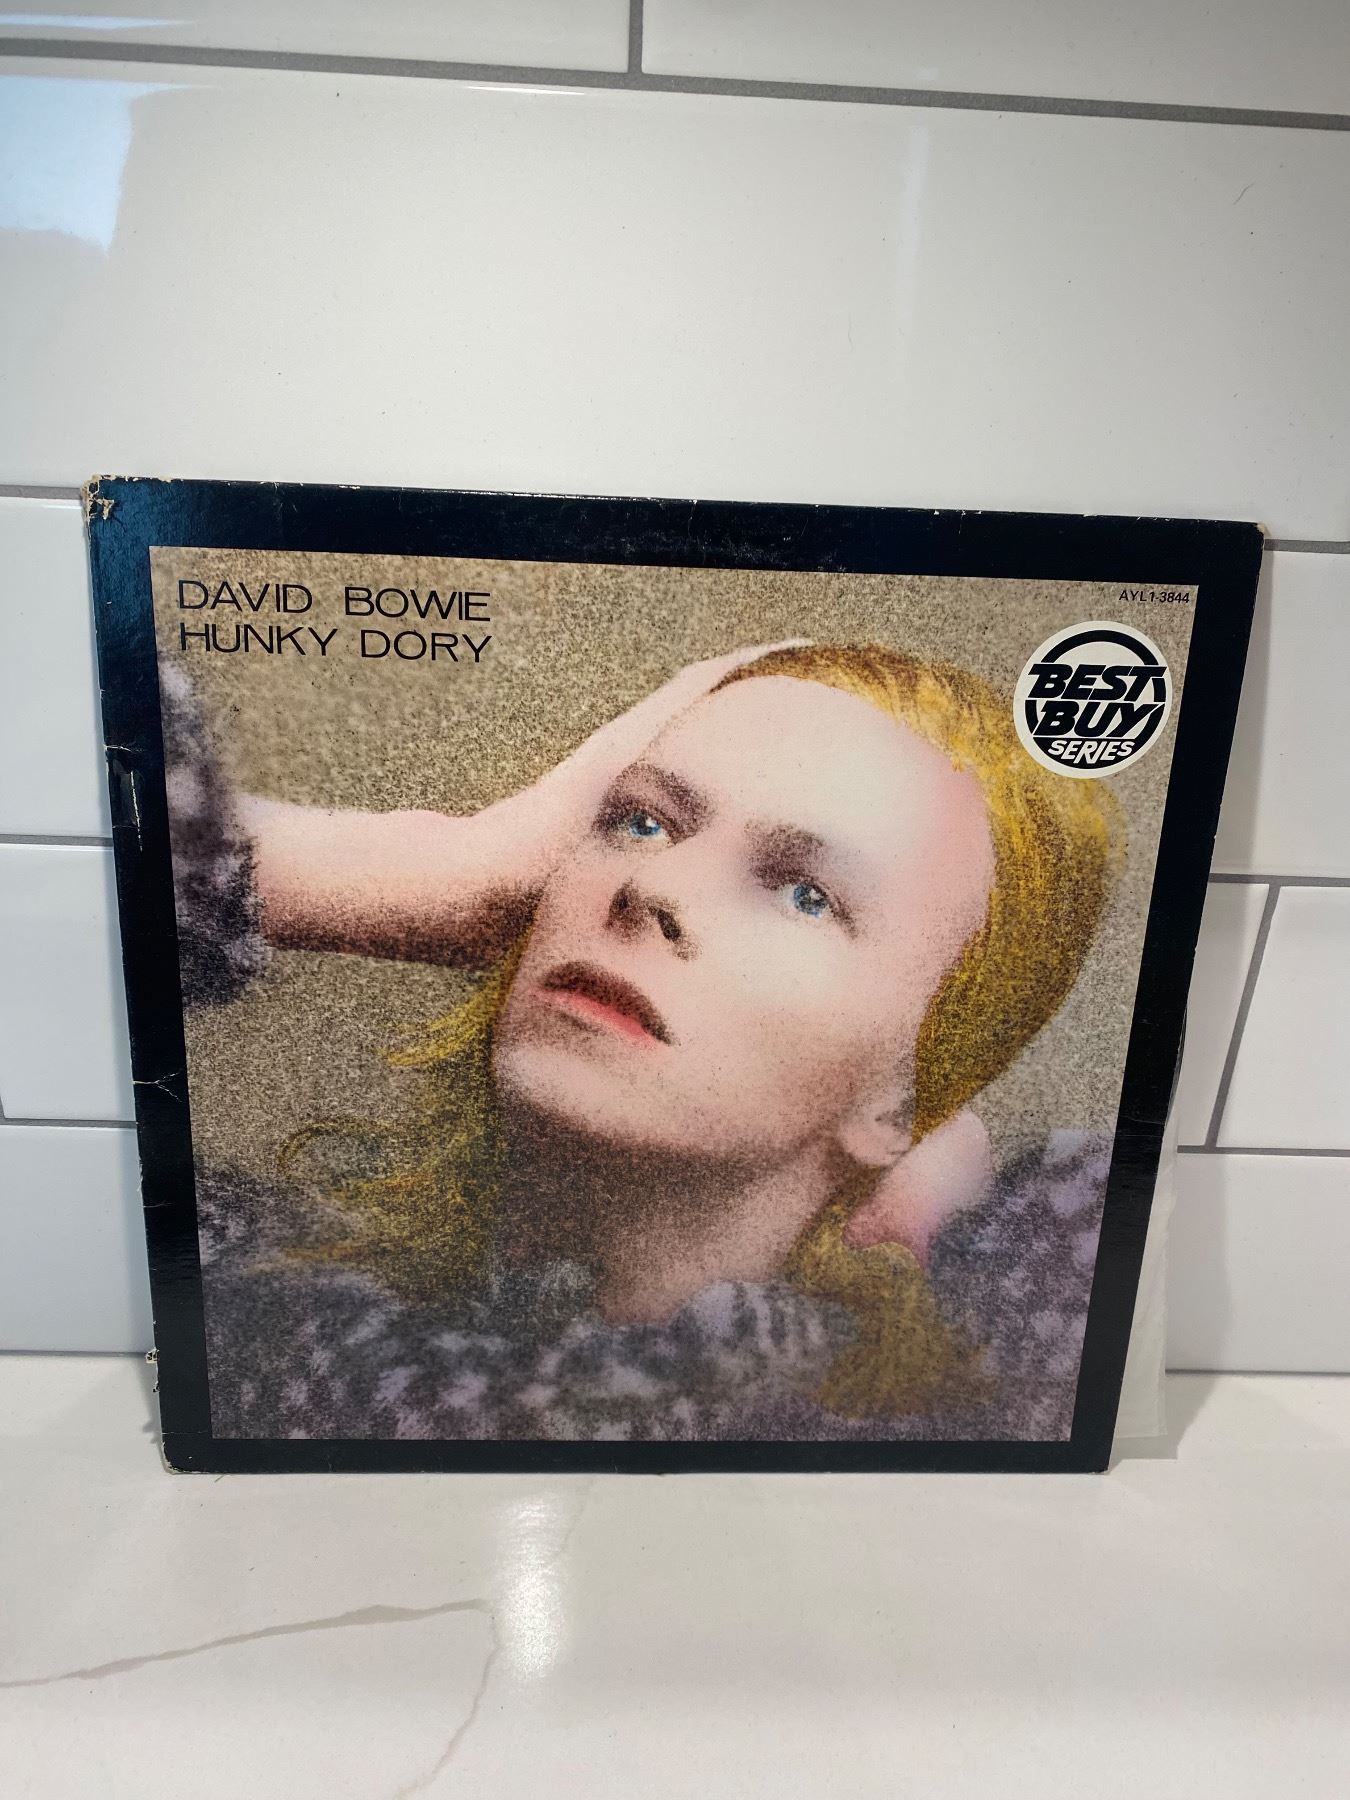 DAVID BOWIE
HUNKY DORY
AYL1-3844
BEST
BUY
SERIES